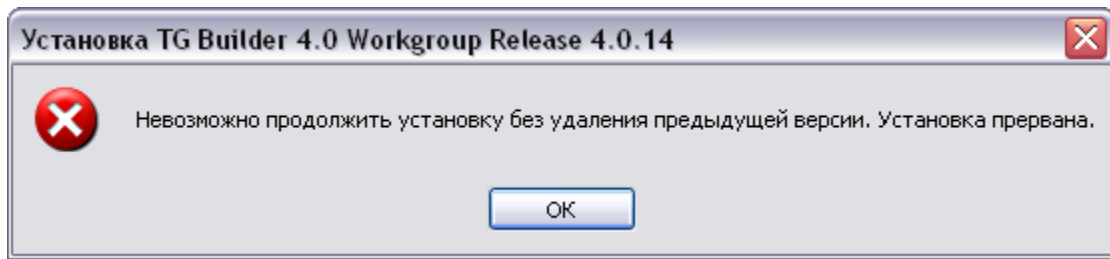 Установка TG Builder 4.0 Workgroup Release 4.0.14
Невозможно продолжить установку без удаления предыдущей версии. Установка прервана.
ОК